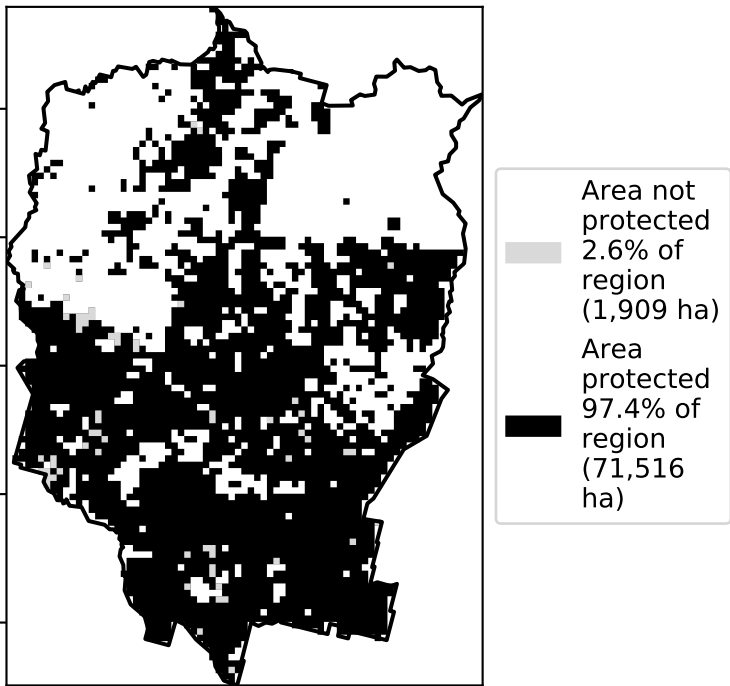 Area not
protected
2.6% of
region
(1,909 ha)
Area
protected
97.4% of
region
(71,516
ha)